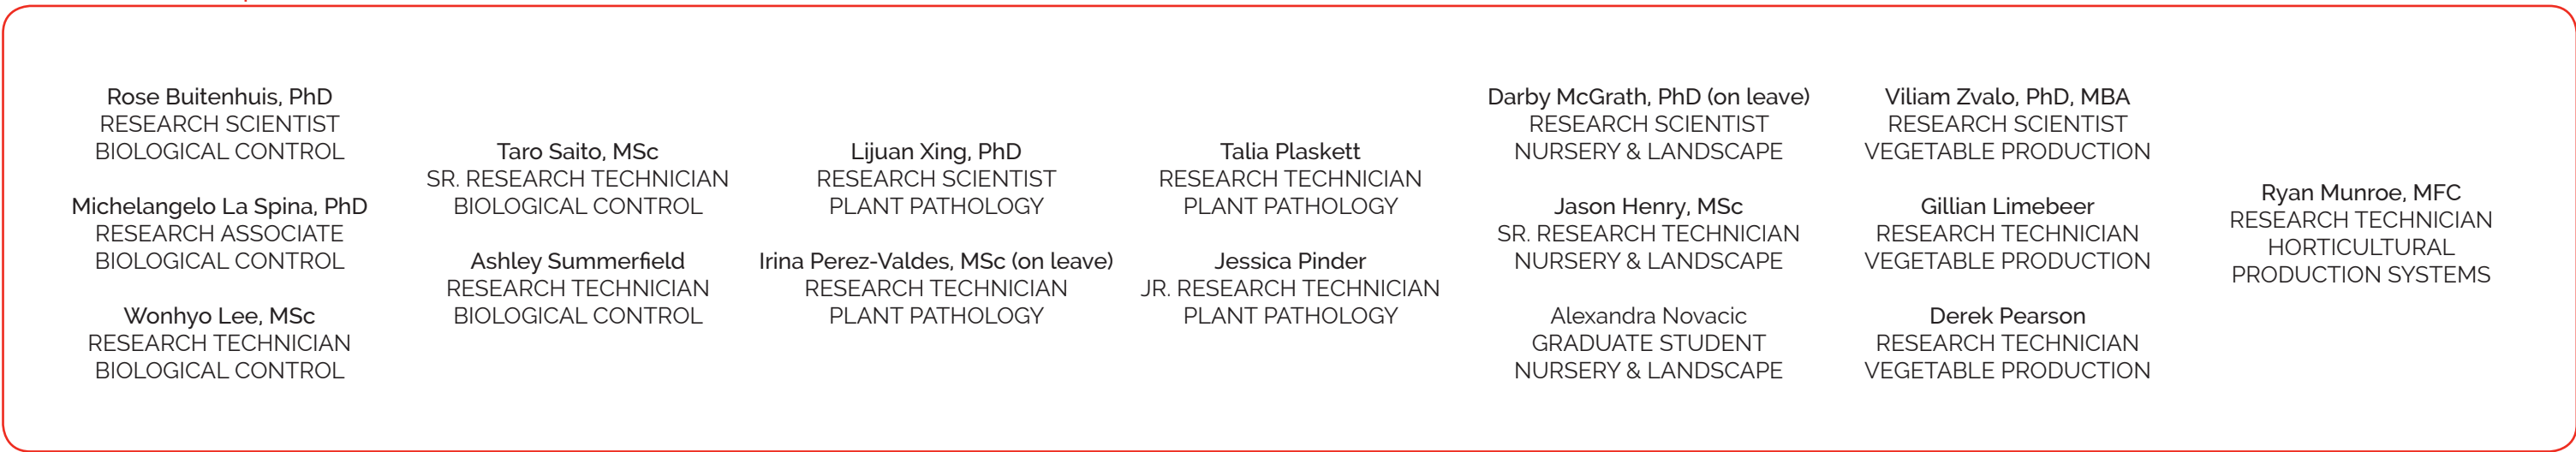 Rose Buitenhuis, PhD
RESEARCH SCIENTIST
BIOLOGICAL CONTROL
Michelangelo La Spina, PhD
RESEARCH ASSOCIATE
BIOLOGICAL CONTROL
Wonhyo Lee, MSc
RESEARCH TECHNICIAN
BIOLOGICAL CONTROL
Taro Saito, MSc
SR. RESEARCH TECHNICIAN
BIOLOGICAL CONTROL
Ashley Summerfield
RESEARCH TECHNICIAN
BIOLOGICAL CONTROL
Lijuan Xing, PhD
RESEARCH SCIENTIST
PLANT PATHOLOGY
Irina Perez-Valdes, MSc (on leave)
RESEARCH TECHNICIAN
PLANT PATHOLOGY
Talia Plaskett
RESEARCH TECHNICIAN
PLANT PATHOLOGY
Jessica Pinder
JR. RESEARCH TECHNICIAN
PLANT PATHOLOGY
Darby McGrath, PhD (on leave)
RESEARCH SCIENTIST
NURSERY & LANDSCAPE
Jason Henry, MSc
SR. RESEARCH TECHNICIAN
NURSERY & LANDSCAPE
Alexandra Novacic
GRADUATE STUDENT
NURSERY & LANDSCAPE
Viliam Zvalo, PhD, MBA
RESEARCH SCIENTIST
VEGETABLE PRODUCTION
Gillian Limebeer
RESEARCH TECHNICIAN
VEGETABLE PRODUCTION
Derek Pearson
RESEARCH TECHNICIAN
VEGETABLE PRODUCTION
Ryan Munroe, MFC
RESEARCH TECHNICIAN
HORTICULTURAL
PRODUCTION SYSTEMS